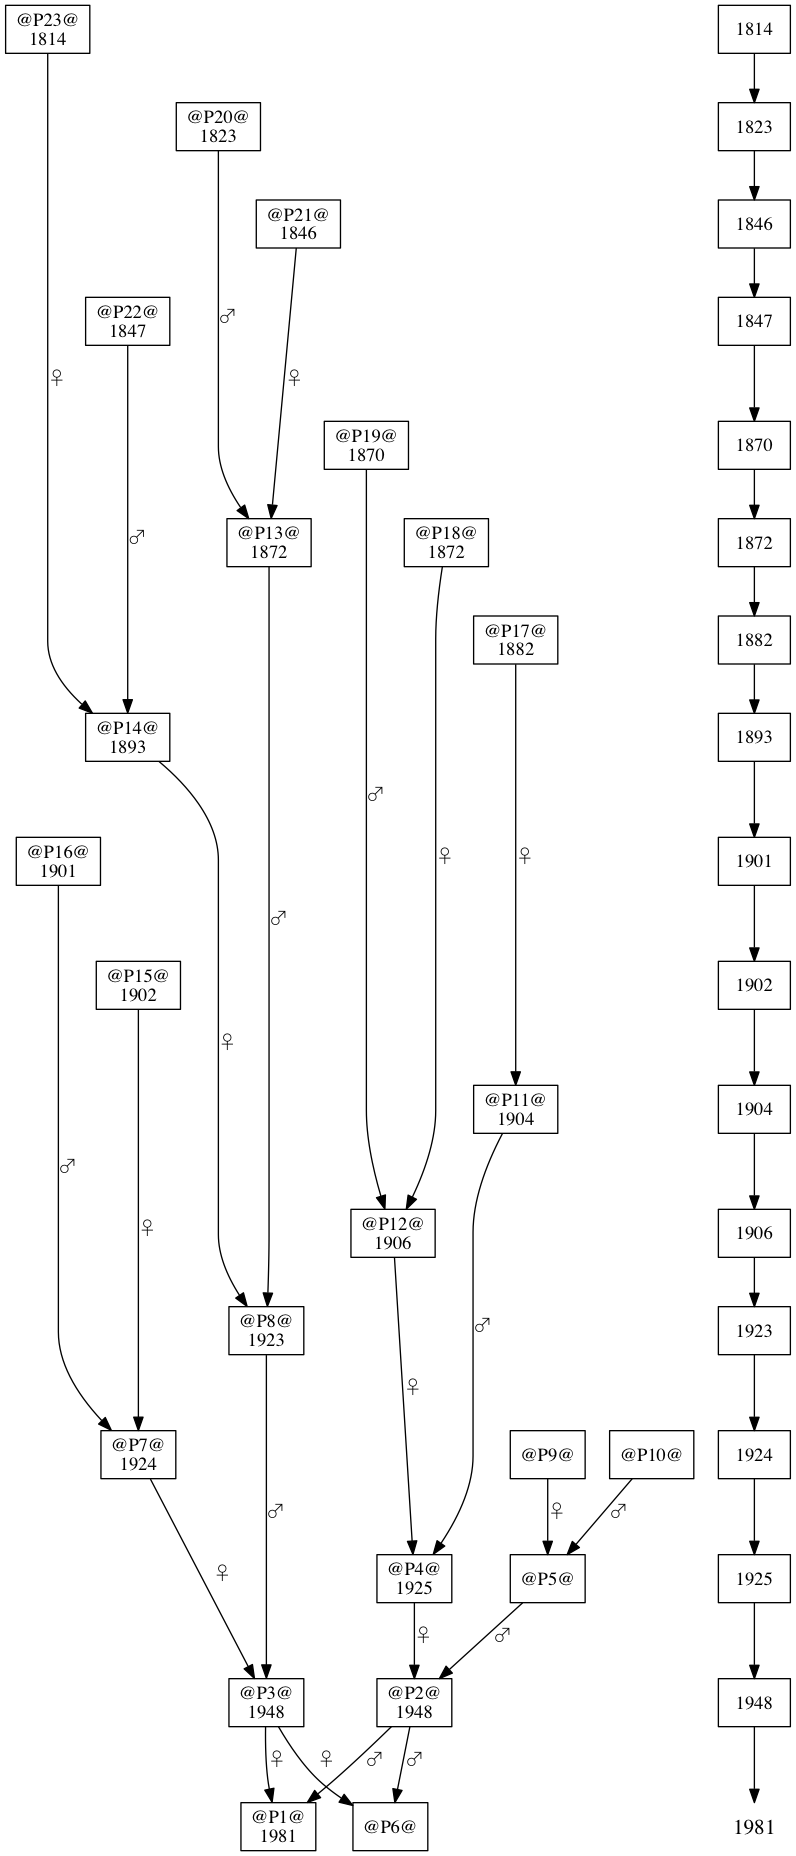 @P23@
1814
1814
@P20@
1823
1823
@P21@
1846
1846
@P22@
1847
1847
♂
♀
♀
@P19@
1870
1870
@P13@
1872
@P18@
1872
1872
♂
@P17@
1882
1882
@P14@
1893
1893
♂
@P16@
1901
♀
♀
1901
♂
@P15@
1902
1902
♀
@P11@
1904
1904
♂
♀
@P12@
1906
1906
@P8@
1923
♂
1923
♀
@P7@
1924
@P9@
@P10@
1924
♂
♀
♂
♀
@P4@
1925
@P5@
1925
♀
♂
@P3@
1948
@P2@
1948
1948
♀
♀
♂
♂
@P1@
1981
@P6@
1981